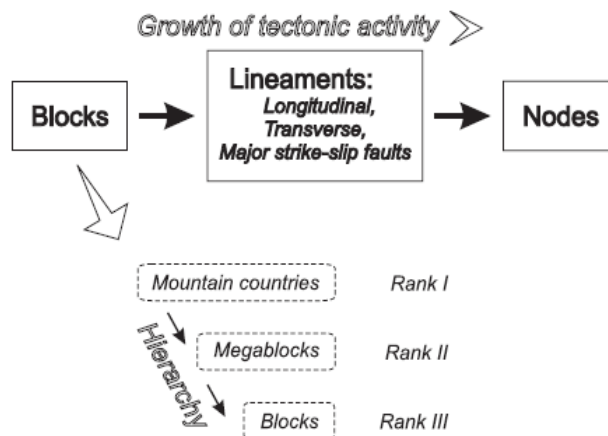 Growth of tectonic activity
Blocks
Lineaments:
Longitudinal,
Transverse,
Major strike-slip faults
Nodes
Mountain countries Rank I
Hierarchy
Megablocks Rank II
Blocks Rank III